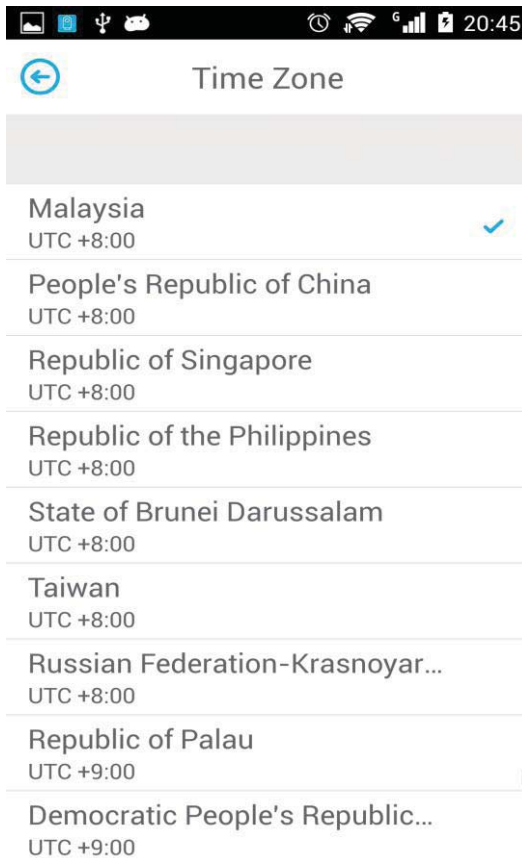 G 20:45
Time Zone
Malaysia
UTC +8:00
People's Republic of China
UTC +8:00
Republic of Singapore
UTC +8:00
Republic of the Philippines
UTC +8:00
State of Brunei Darussalam
UTC +8:00
Taiwan
UTC +8:00
Russian Federation-Krasnoyar...
UTC +8:00
Republic of Palau
UTC +9:00
Democratic People's Republic...
UTC +9:00